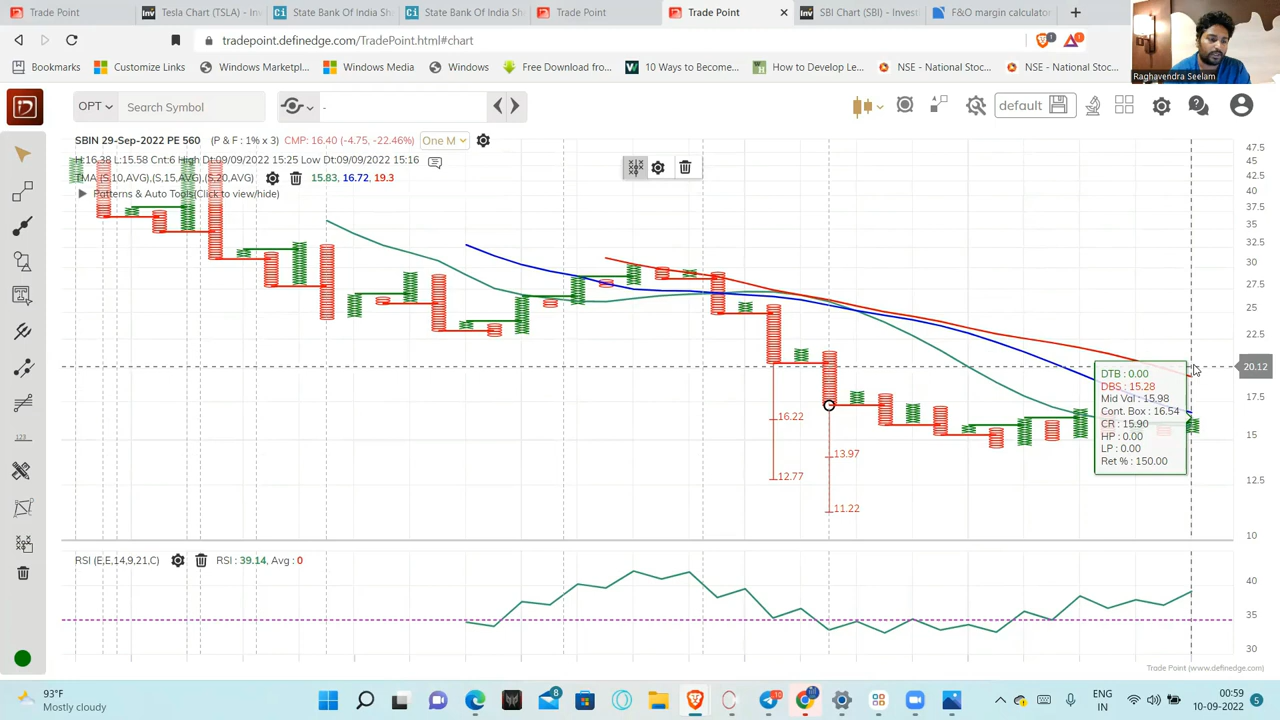 Trade Point
Tesla Chart (TSLA) - Inv
State Bank Of India Sha
State Bank Of India Sha
Trade Point
Trade Point
SBI Chart (SBI) - Invest
F&O margin calculator
tradepoint.definedge.com/TradePoint.html#chart
Raghavendra Seelam
Bookmarks
Customize Links
Windows Marketpl...
Windows Media
Windows
Free Download from...
10 Ways to Become...
How to Develop Le...
NSE - National Stoc...
NSE - National Stoc...
OPT
Search Symbol
-
default
SBIN 29-Sep-2022 PE 560 (P & F : 1% x 3) CMP: 16.40 (-4.75, -22.46%) One M
H:16.38 L:15.58 Cnt:6 High Dt:09/09/2022 15:25 Low Dt:09/09/2022 15:16
TMA (S,10,AVG),(S,15,AVG),(S,20,AVG) 15.83, 16.72, 19.3
Patterns & Auto Tools(Click to view/hide)
47.5
45
42.5
40
37.5
35
32.5
30
27.5
25
22.5
20.12
17.5
15
12.5
10
DTB : 0.00
DBS : 15.28
Mid Val : 15.98
Cont. Box : 16.54
CR : 15.90
HP : 0.00
LP : 0.00
Ret % : 150.00
16.22
12.77
13.97
11.22
123
RSI (E,E,14,9,21,C) RSI : 39.14, Avg : 0
40
35
30
Trade Point (www.definedge.com)
93°F
Mostly cloudy
8
10
ENG
IN
00:59
10-09-2022
5